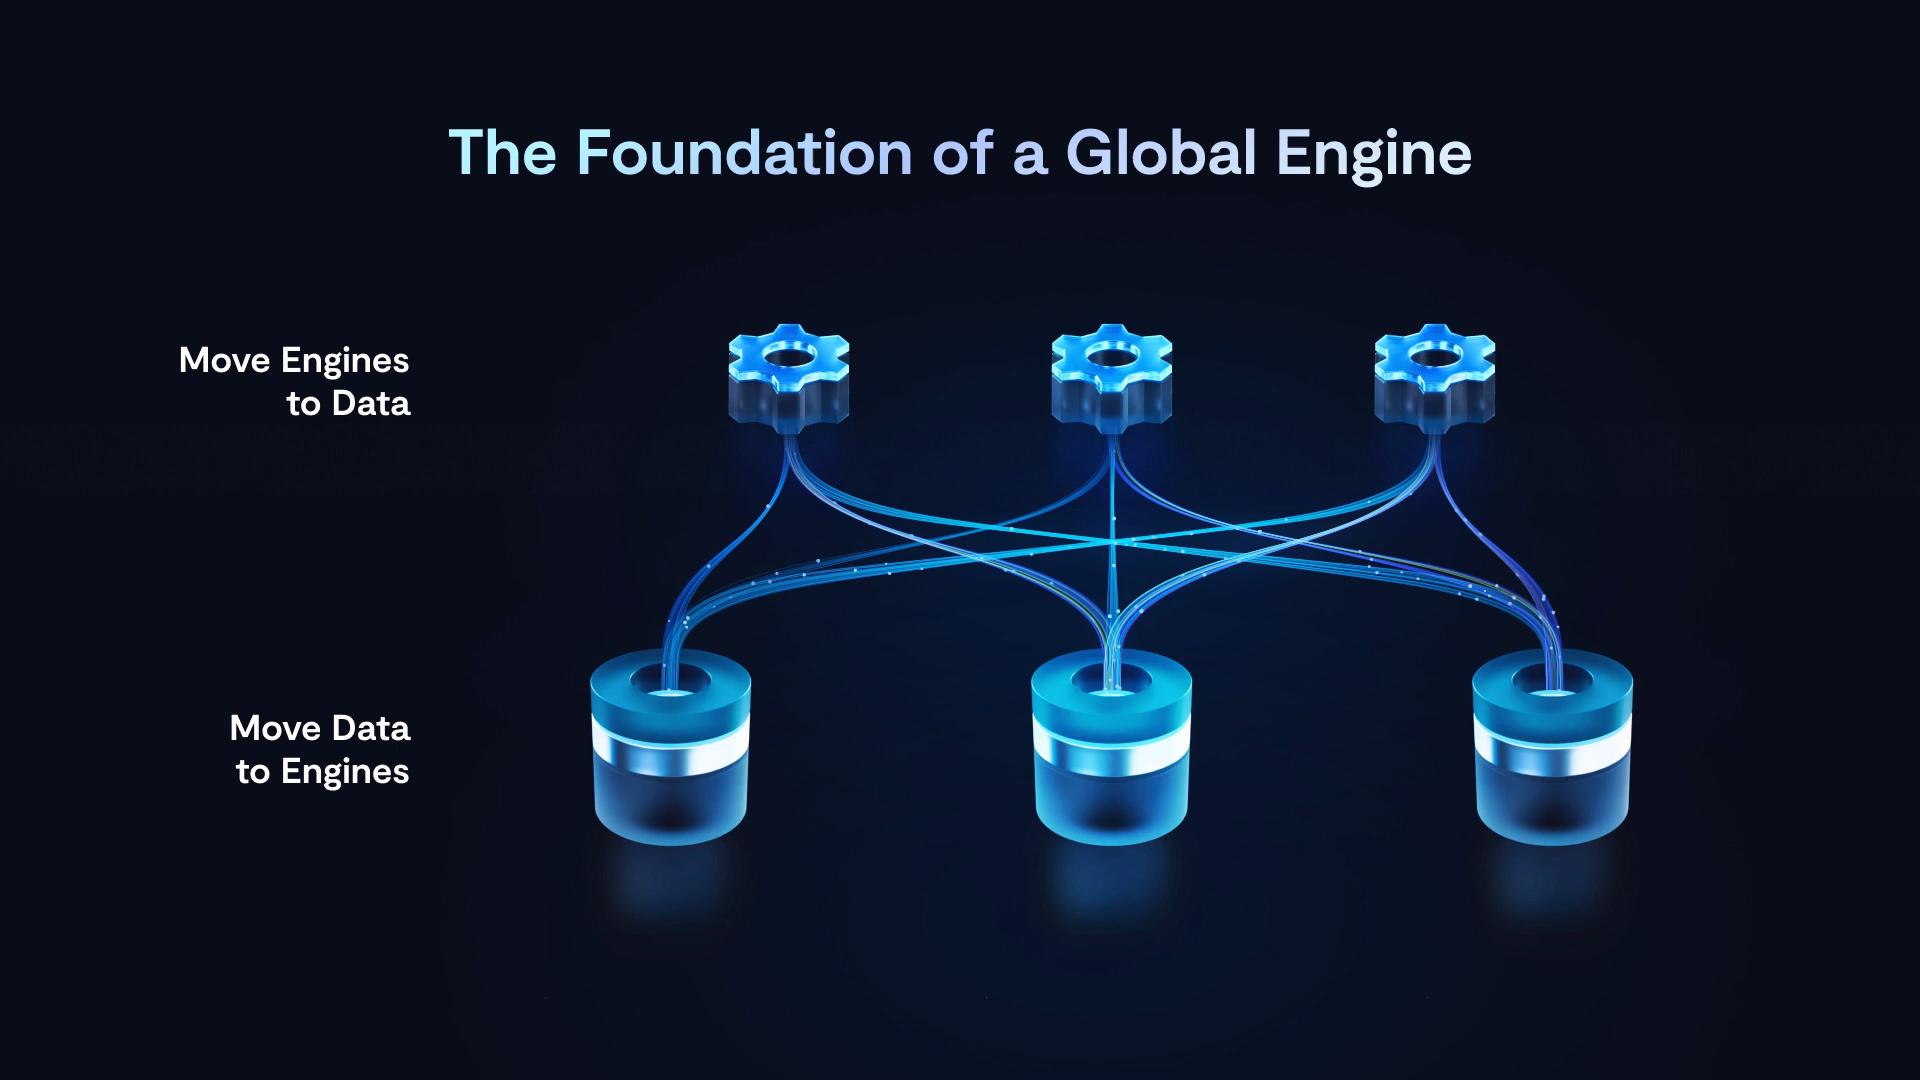 The Foundation of a Global Engine
Move Engines
to Data
Move Data
to Engines